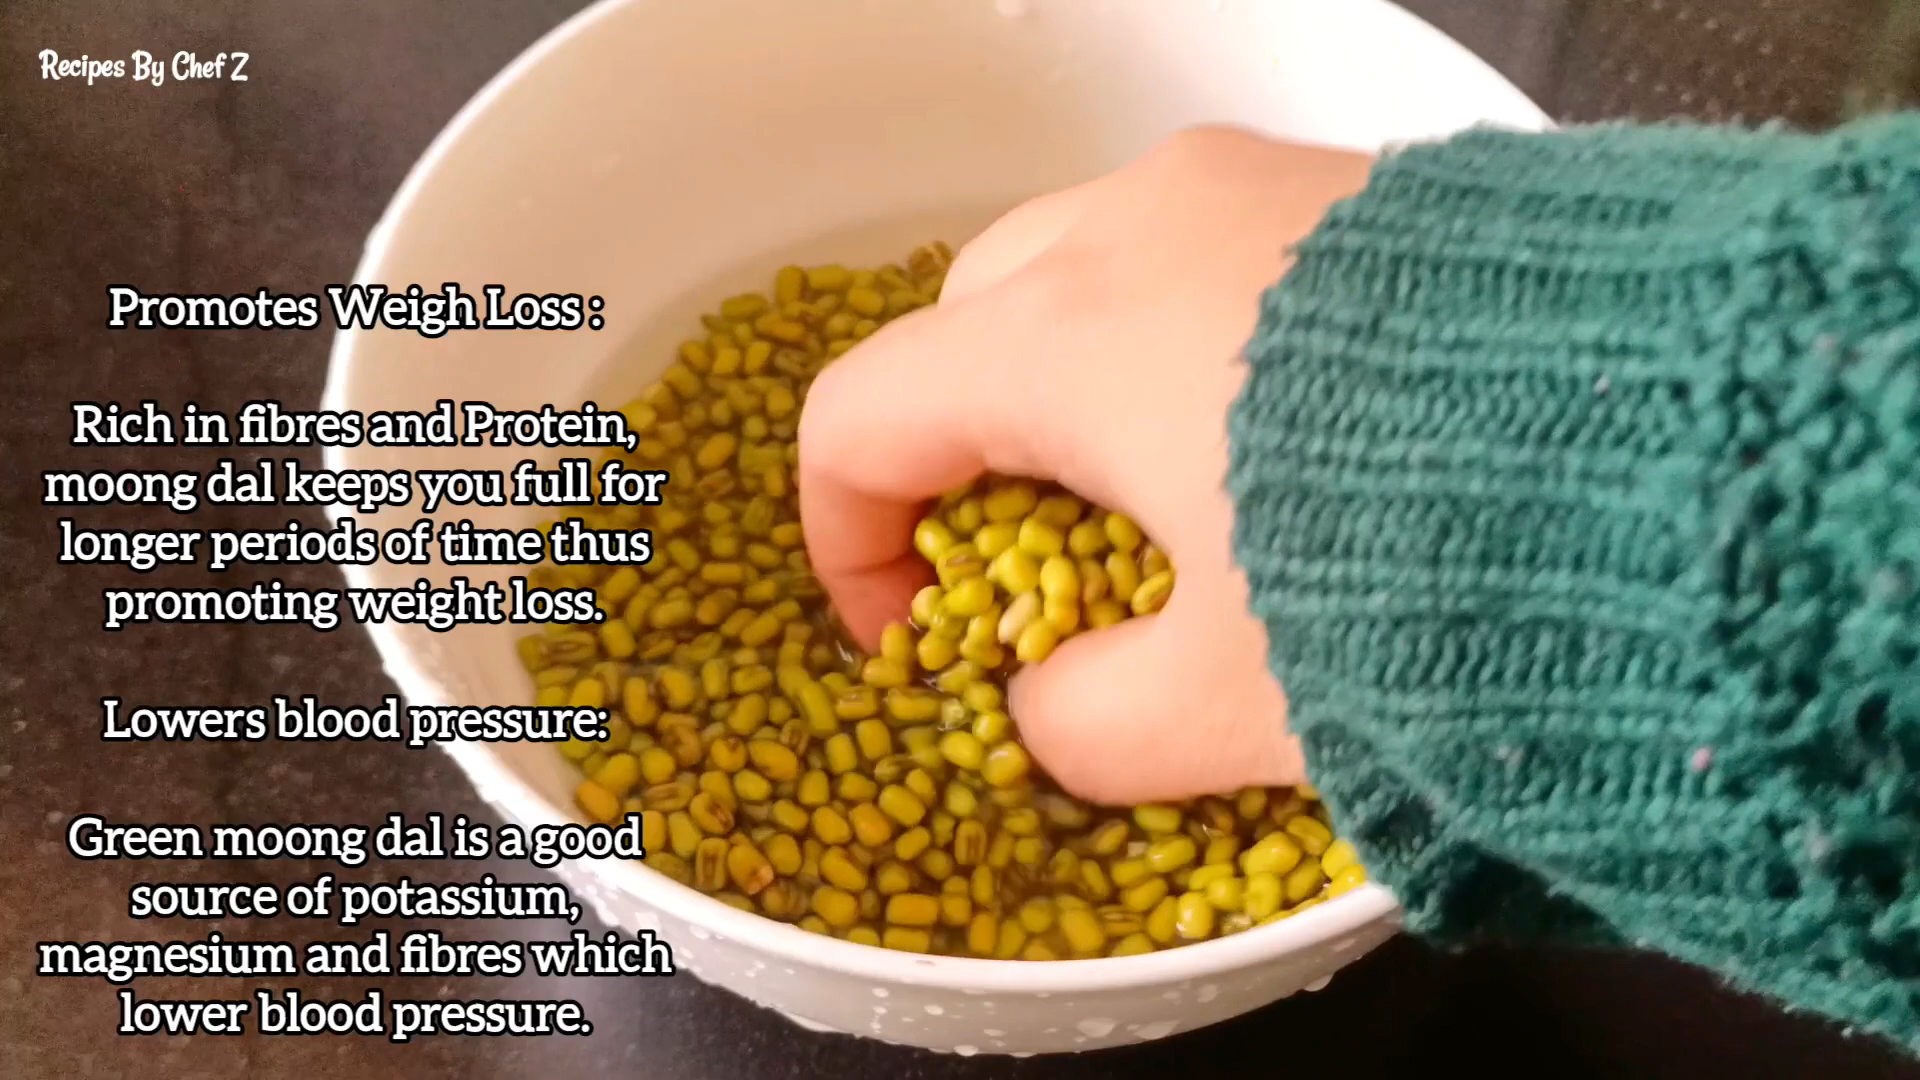 Recipes By Chef Z
Promotes Weigh Loss :
Rich in fibres and Protein,
moong dal keeps you full for
longer periods of time thus
promoting weight loss.
Lowers blood pressure:
Green moong dal is a good
source of potassium,
magnesium and fibres which
lower blood pressure.